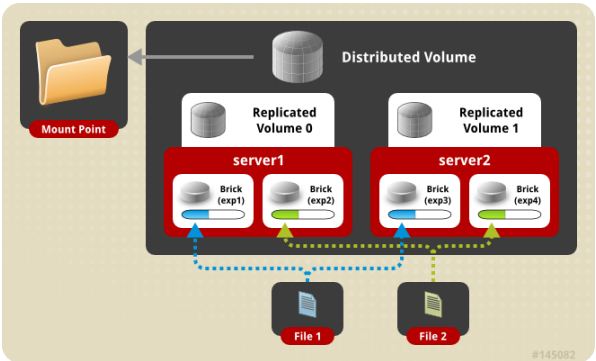 Distributed Volume
Mount Point
Replicated
Volume 0
Replicated
Volume 1
server1
server2
Brick
(exp1)
Brick
(exp2)
Brick
(exp3)
Brick
(exp4)
File 1
File 2
#145082